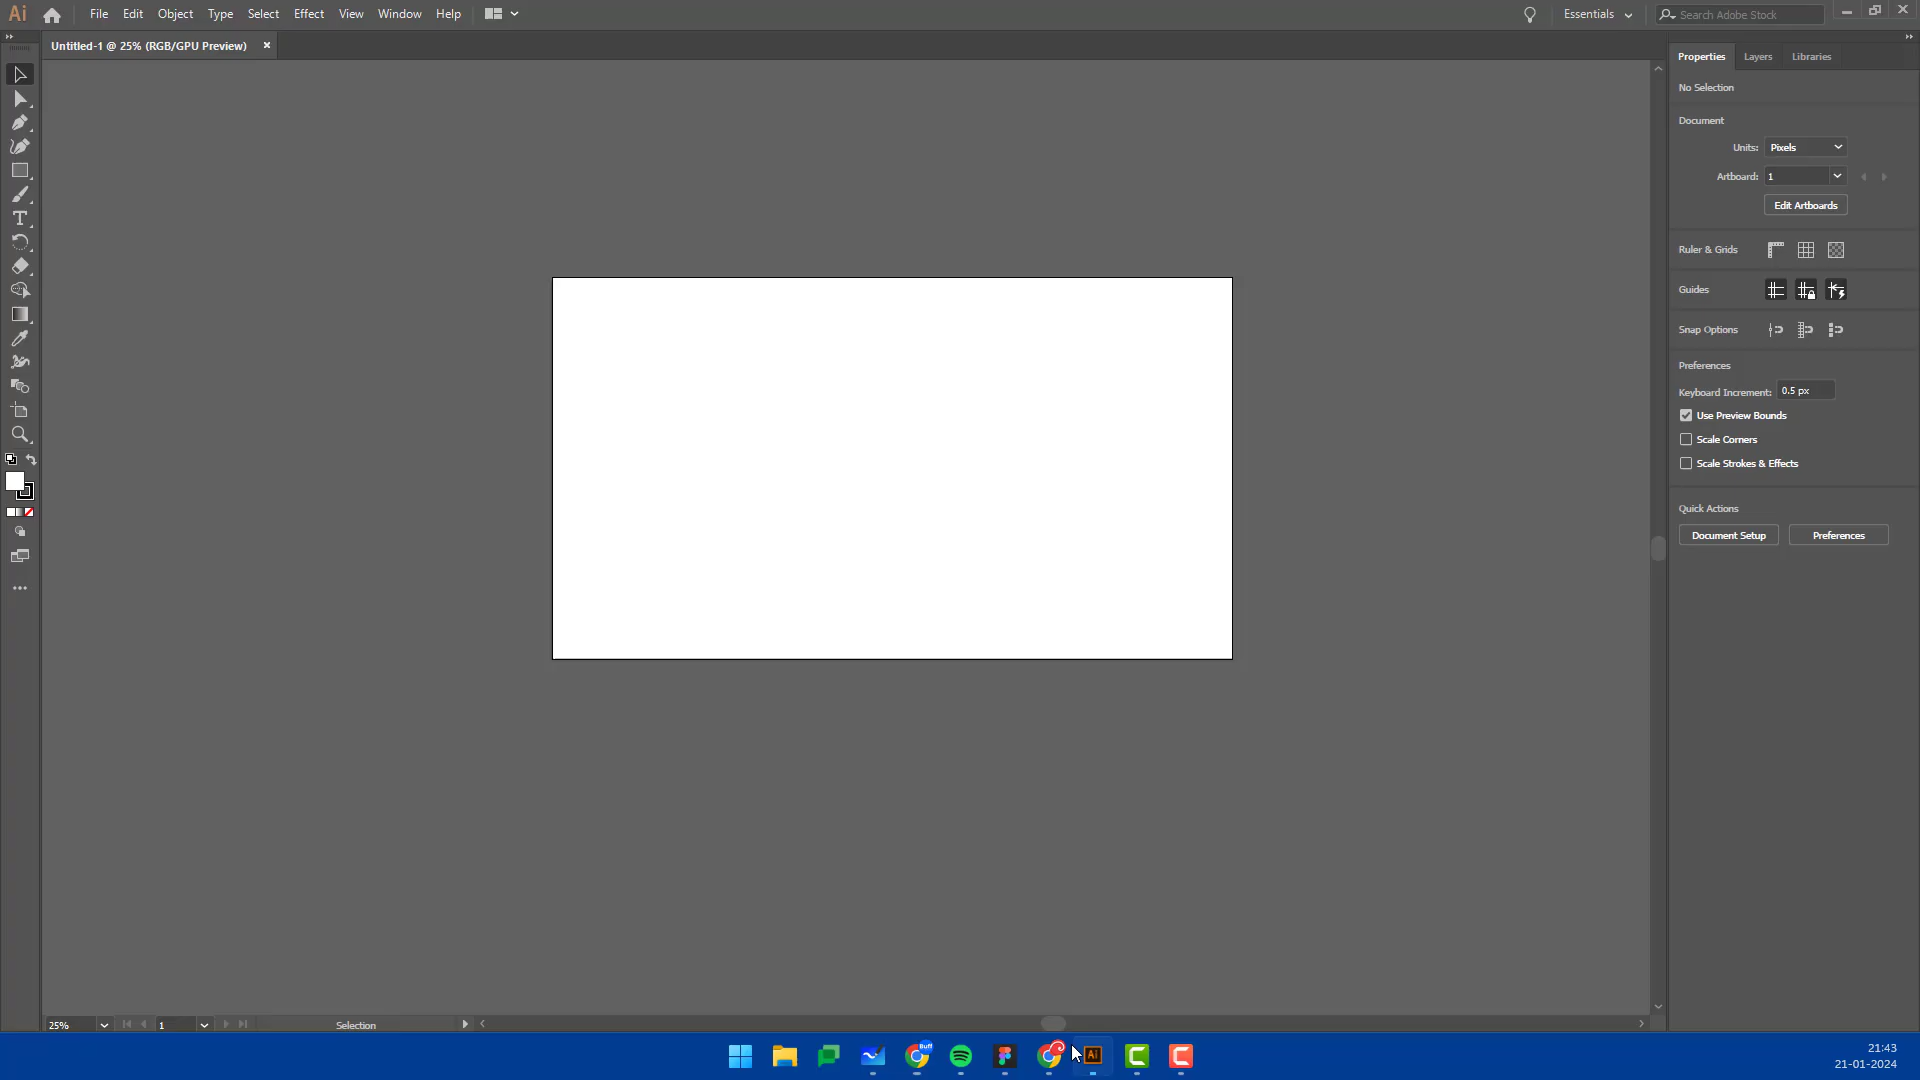 Ai File Edit Object Type Select Effect View Window Help Essentials Search Adobe Stock
Untitled-1 @ 25% (RGB/GPU Preview) ×
Properties Layers Libraries
No Selection
Document
Units: Pixels
Artboard: 1
Edit Artboards
Ruler & Grids
Guides
Snap Options
Preferences
Keyboard Increment: 0.5 px
Use Preview Bounds
Scale Corners
Scale Strokes & Effects
Quick Actions
Document Setup Preferences
25% 1 Selection
Buff
Ai
21:43
21-01-2024